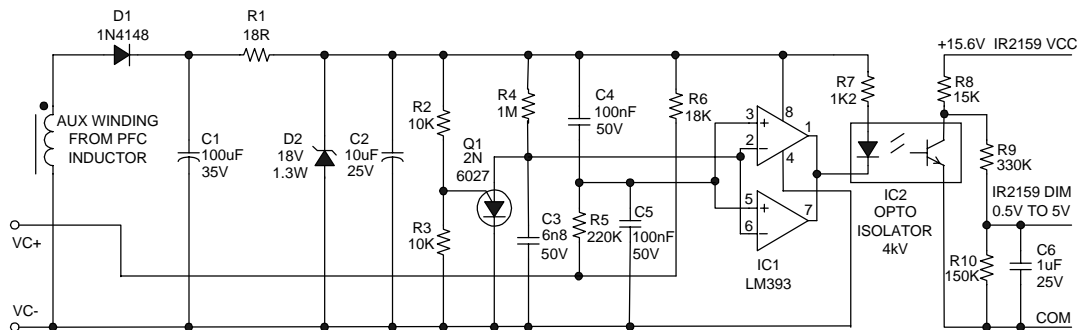 D1
1N4148
R1
18R
+15.6V IR2159 VCC
AUX WINDING
FROM PFC
INDUCTOR
C1
100uF
35V
D2
18V
1.3W
C2
10uF
25V
R2
10K
R3
10K
Q1
2N
6027
R4
1M
C3
6n8
50V
C4
100nF
50V
R5
220K
C5
100nF
50V
R6
18K
3
2
8
1
4
5
6
7
+
−
+
−
IC1
LM393
R7
1K2
IC2
OPTO
ISOLATOR
4kV
R8
15K
R9
330K
IR2159 DIM
0.5V TO 5V
R10
150K
C6
1uF
25V
COM
VC+
VC-